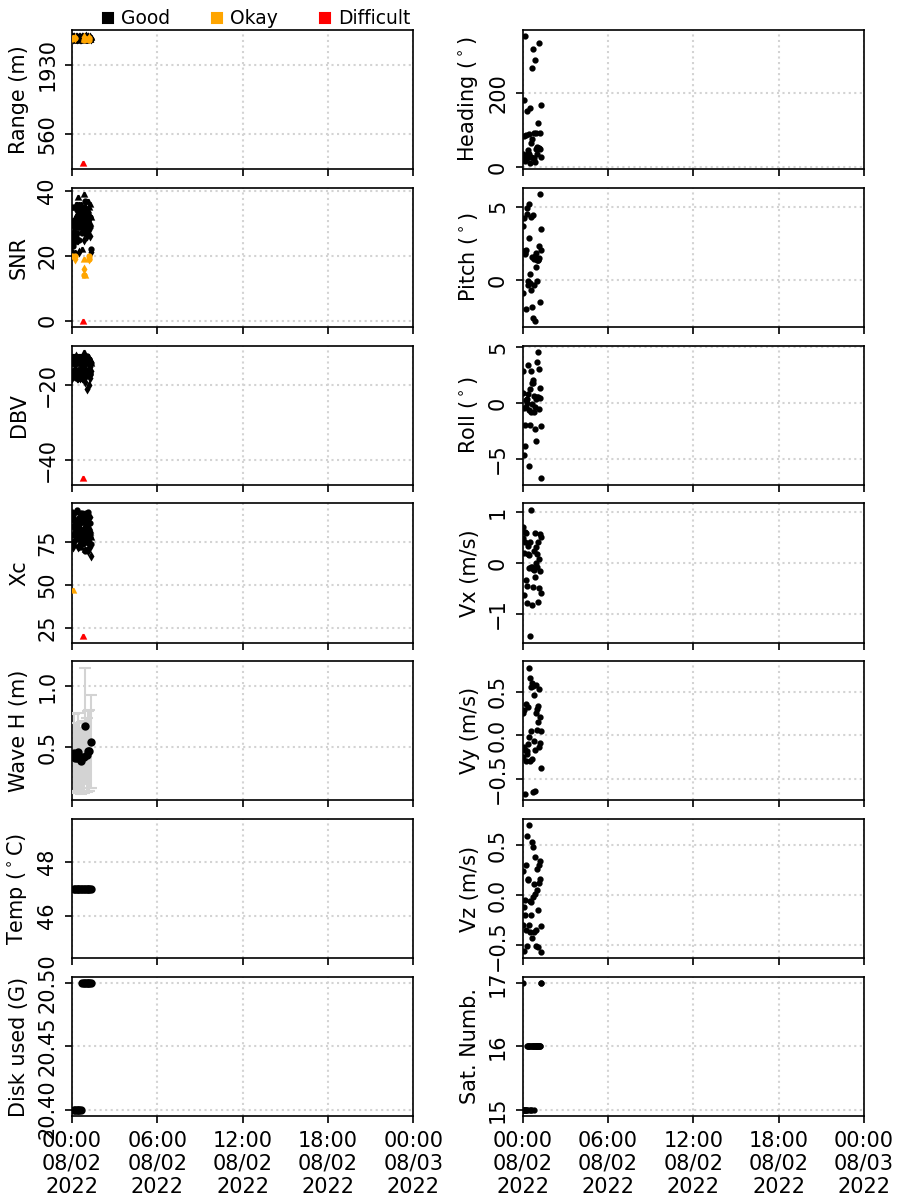 Good Okay Difficult
Range (m)
1930
560
Heading (°)
200
0
SNR
40
20
0
Pitch (°)
5
0
DBV
−20
−40
Roll (°)
5
0
−5
Xc
75
50
25
Vx (m/s)
1
0
−1
Wave H (m)
1.0
0.5
Vy (m/s)
0.5
0.0
−0.5
Temp (°C)
48
46
Vz (m/s)
0.5
0.0
−0.5
Disk used (G)
20.50
20.45
20.40
Sat. Numb.
17
16
15
00:00 06:00 12:00 18:00 00:00
08/02 08/02 08/02 08/02 08/03
2022 2022 2022 2022 2022
00:00 06:00 12:00 18:00 00:00
08/02 08/02 08/02 08/02 08/03
2022 2022 2022 2022 2022